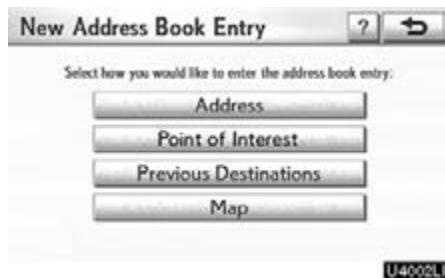 New Address Book Entry ?
Select how you would like to enter the address book entry:
Address
Point of Interest
Previous Destinations
Map
U4002L